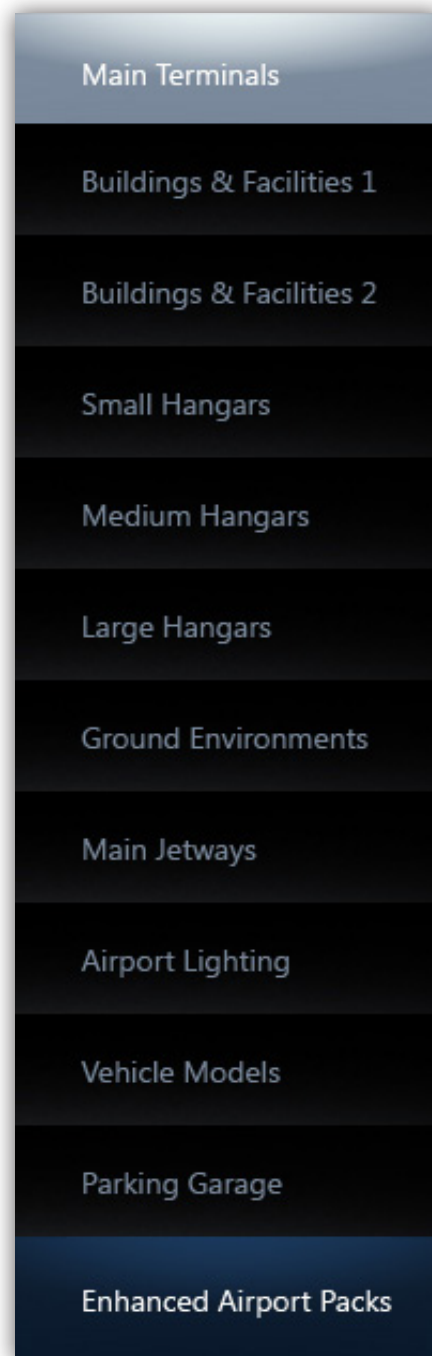 Main Terminals
Buildings & Facilities 1
Buildings & Facilities 2
Small Hangars
Medium Hangars
Large Hangars
Ground Environments
Main Jetways
Airport Lighting
Vehicle Models
Parking Garage
Enhanced Airport Packs